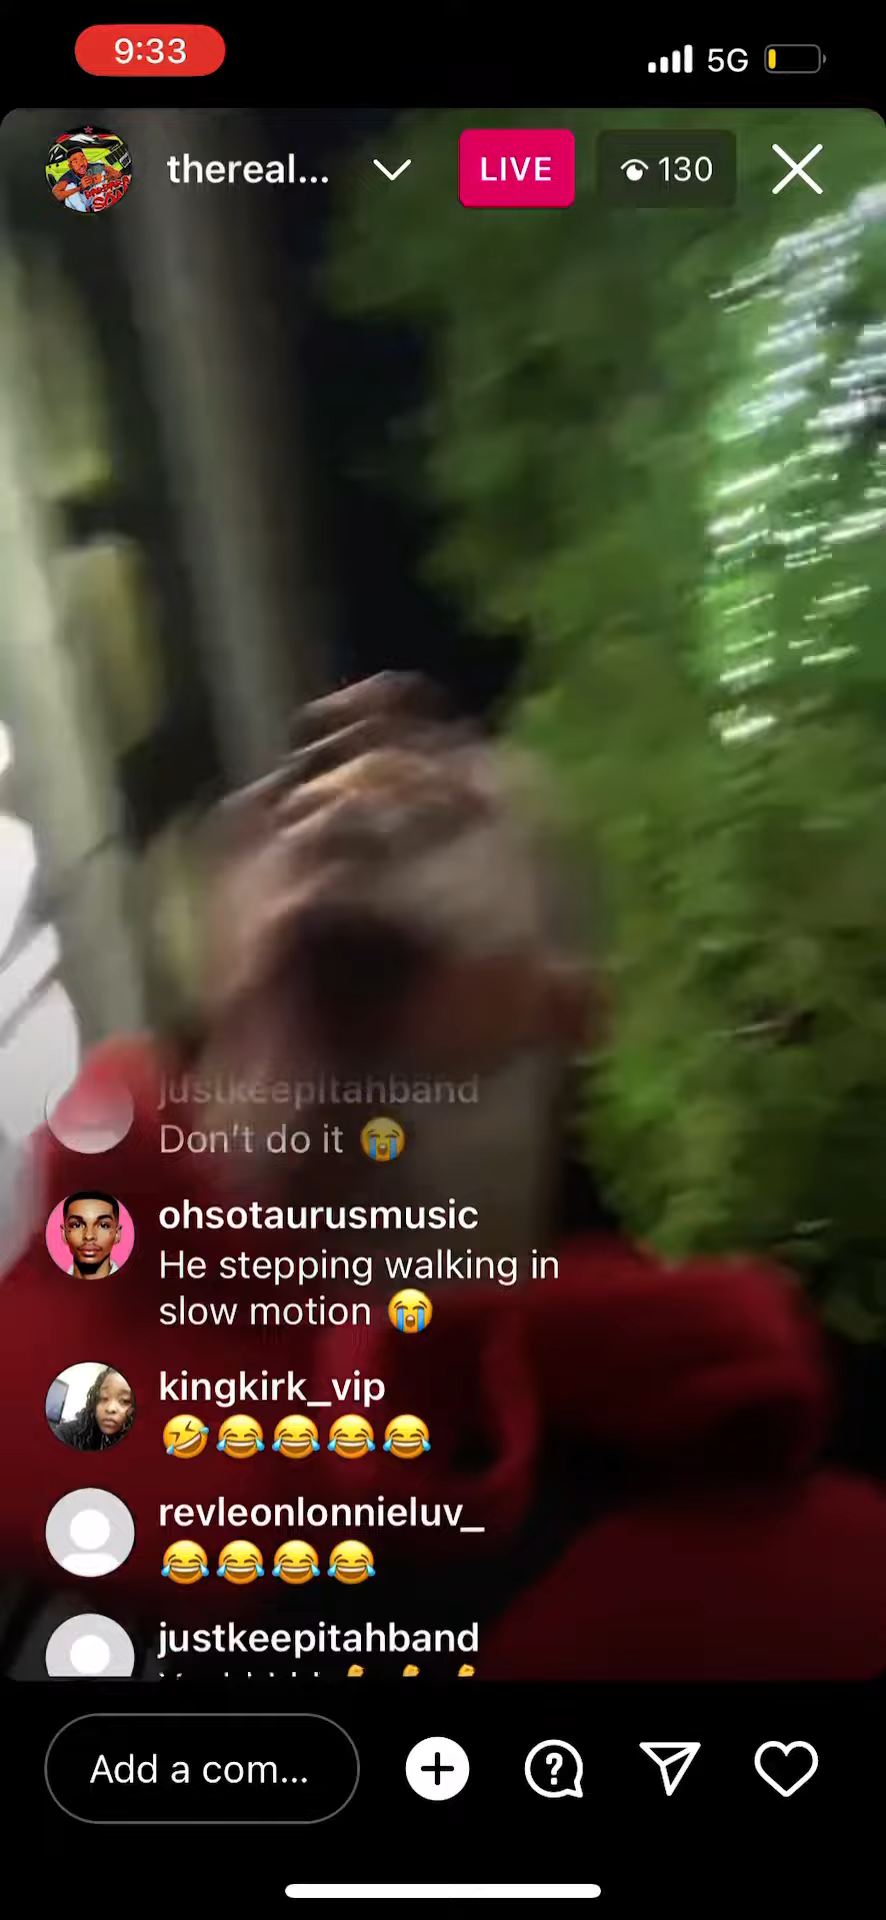 9:33
5G
thereal...
LIVE
130
justkeepitahband
Don't do it 😭
ohsotaurusmusic
He stepping walking in
slow motion 😭
kingkirk_vip
🤣😂😂😂😂
revleonlonnieluv_
😂😂😂😂
justkeepitahband
Add a com...